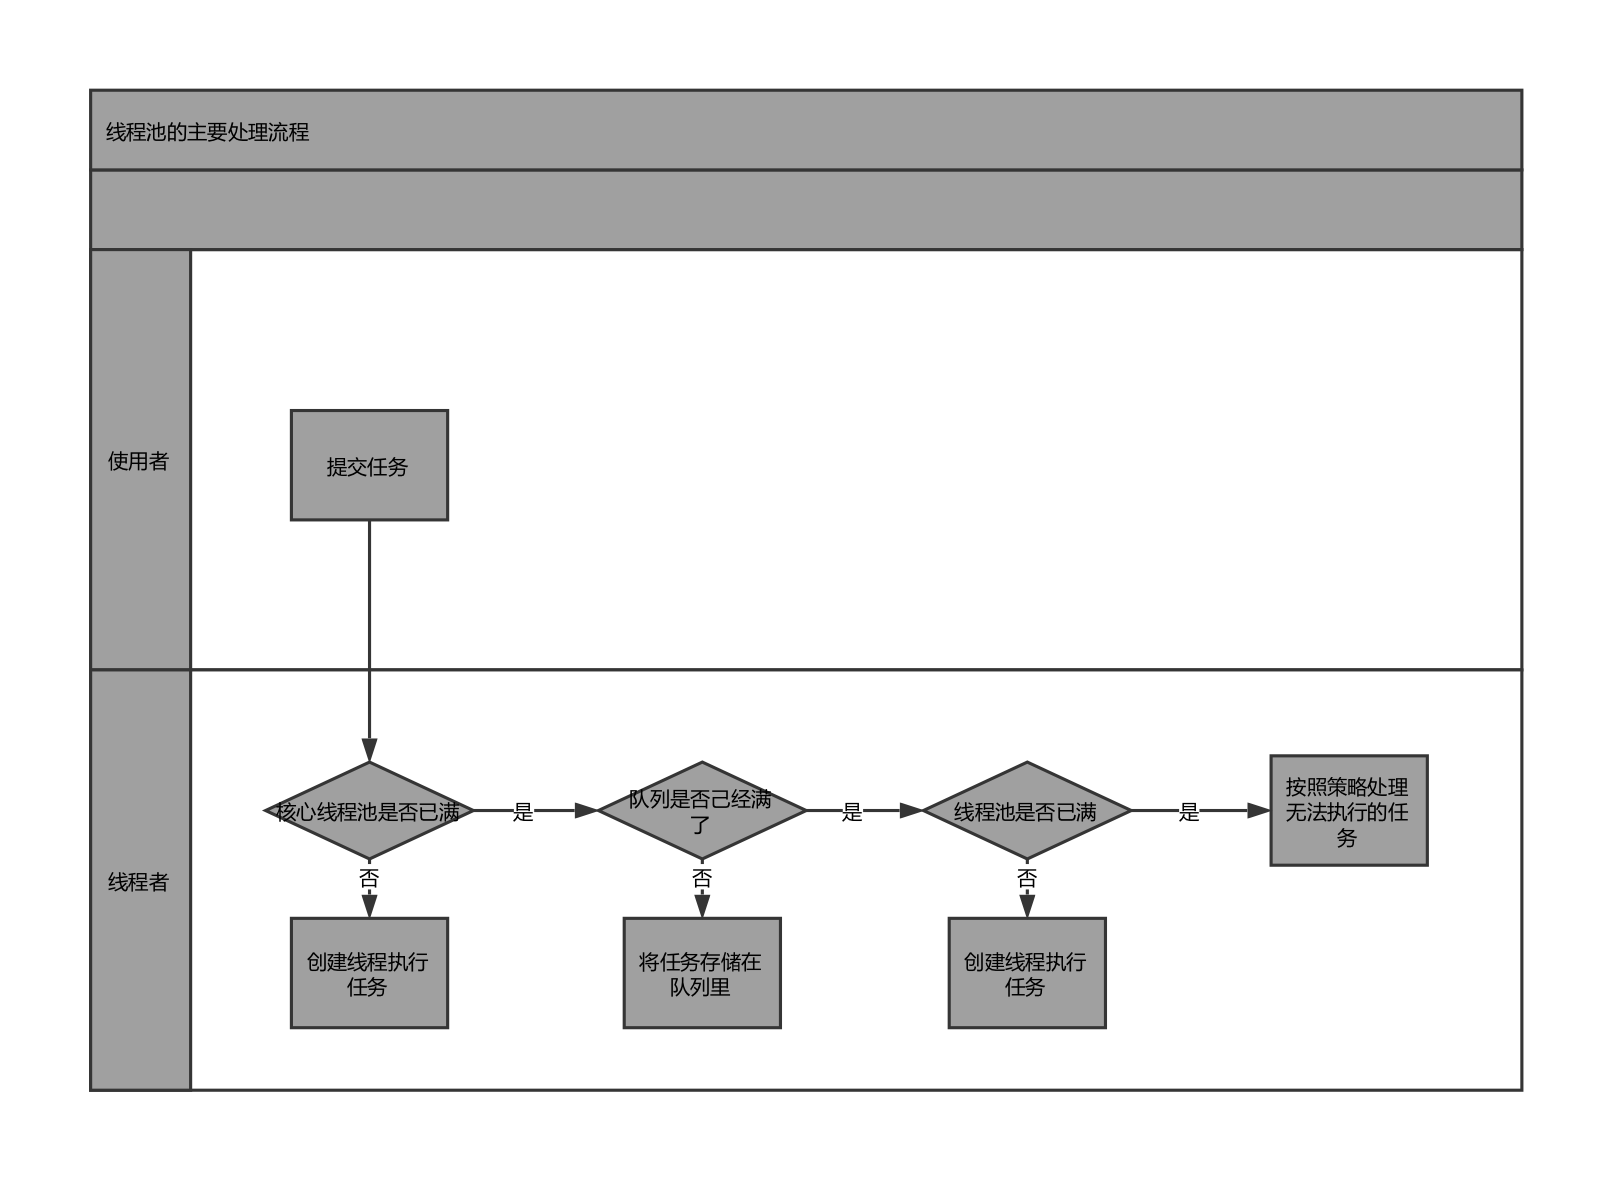 线程池的主要处理流程
使用者
提交任务
线程者
核心线程池是否已满
是
队列是否已经满
了
是
线程池是否已满
是
按照策略处理
无法执行的任
务
否
否
否
创建线程执行
任务
将任务存储在
队列里
创建线程执行
任务